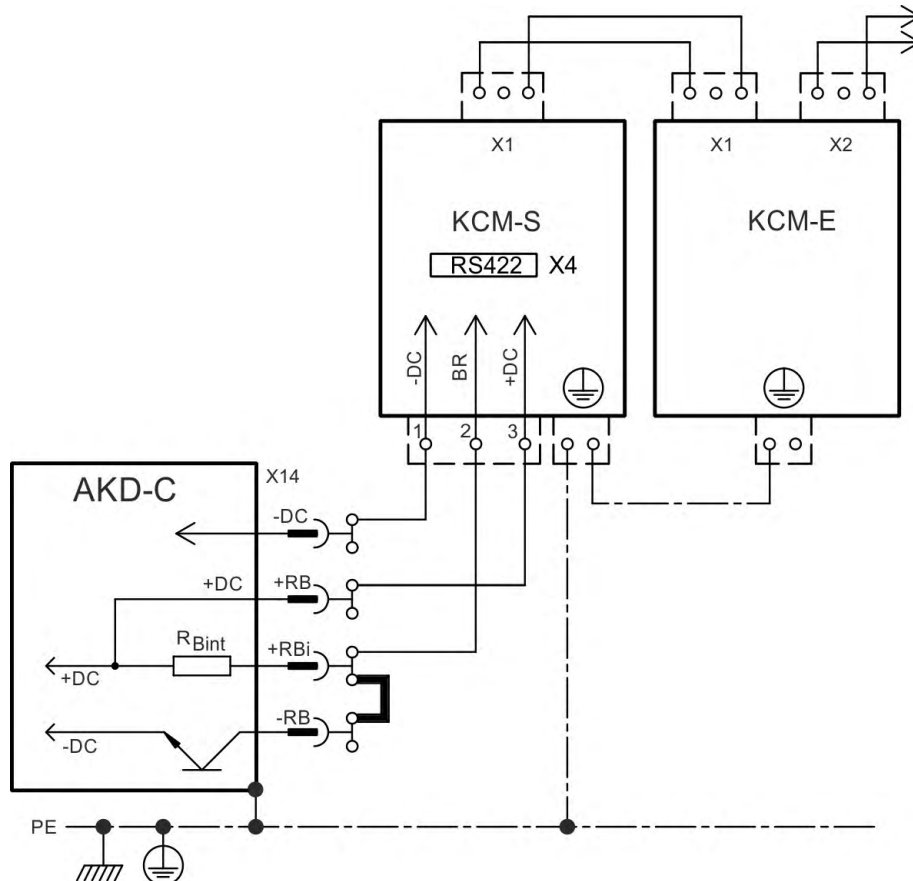 X1
X1
X2
KCM-S
KCM-E
RS422
X4
-DC
BR
+DC
1
2
3
AKD-C
X14
-DC
+DC
+RB
RBint
+RBi
+DC
-RB
-DC
PE